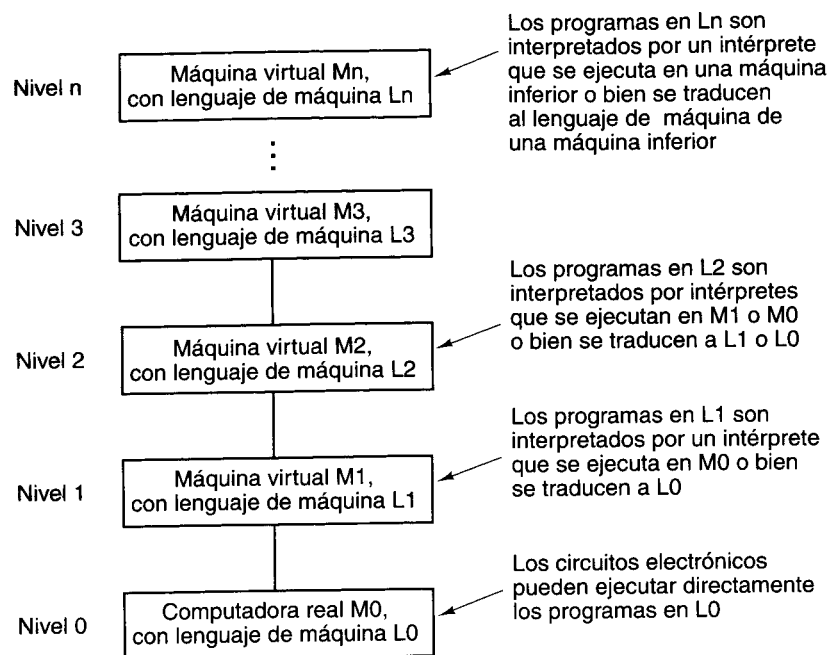 Nivel n
Máquina virtual Mn,
con lenguaje de máquina Ln
Los programas en Ln son
interpretados por un intérprete
que se ejecuta en una máquina
inferior o bien se traducen
al lenguaje de máquina de
una máquina inferior
Nivel 3
Máquina virtual M3,
con lenguaje de máquina L3
Nivel 2
Máquina virtual M2,
con lenguaje de máquina L2
Los programas en L2 son
interpretados por intérpretes
que se ejecutan en M1 o M0
o bien se traducen a L1 o L0
Nivel 1
Máquina virtual M1,
con lenguaje de máquina L1
Los programas en L1 son
interpretados por un intérprete
que se ejecuta en M0 o bien
se traducen a L0
Nivel 0
Computadora real M0,
con lenguaje de máquina L0
Los circuitos electrónicos
pueden ejecutar directamente
los programas en L0